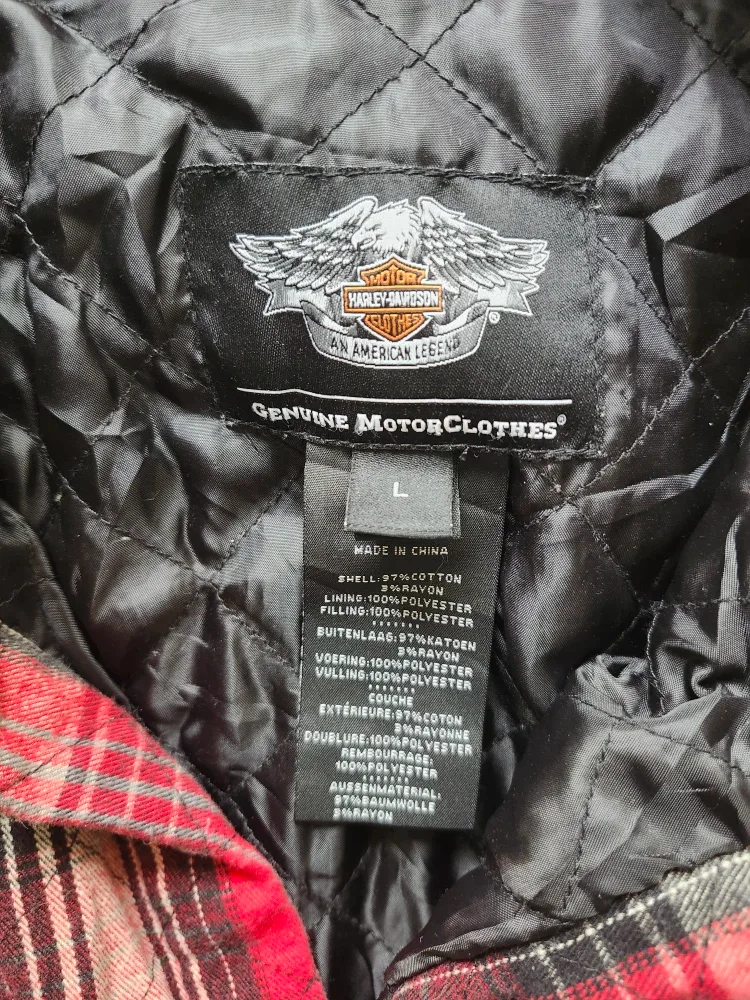 MOTOR
HARLEY-DAVIDSON
CLOTHES
®
AN AMERICAN LEGEND
GENUINE MOTORCLOTHES®
L
MADE IN CHINA
SHELL:97%COTTON
3%RAYON
LINING:100%POLYESTER
FILLING:100%POLYESTER
BUITENLAAG:97%KATOEN
3%RAYON
VOERING:100%POLYESTER
VULLING:100%POLYESTER
COUCHE
EXTÉRIEURE:97%COTON
3%RAYONNE
DOUBLURE:100%POLYESTER
REMBOURRAGE:
100%POLYESTER
AUSSENMATERIAL:
97%BAUMWOLLE
3%RAYON